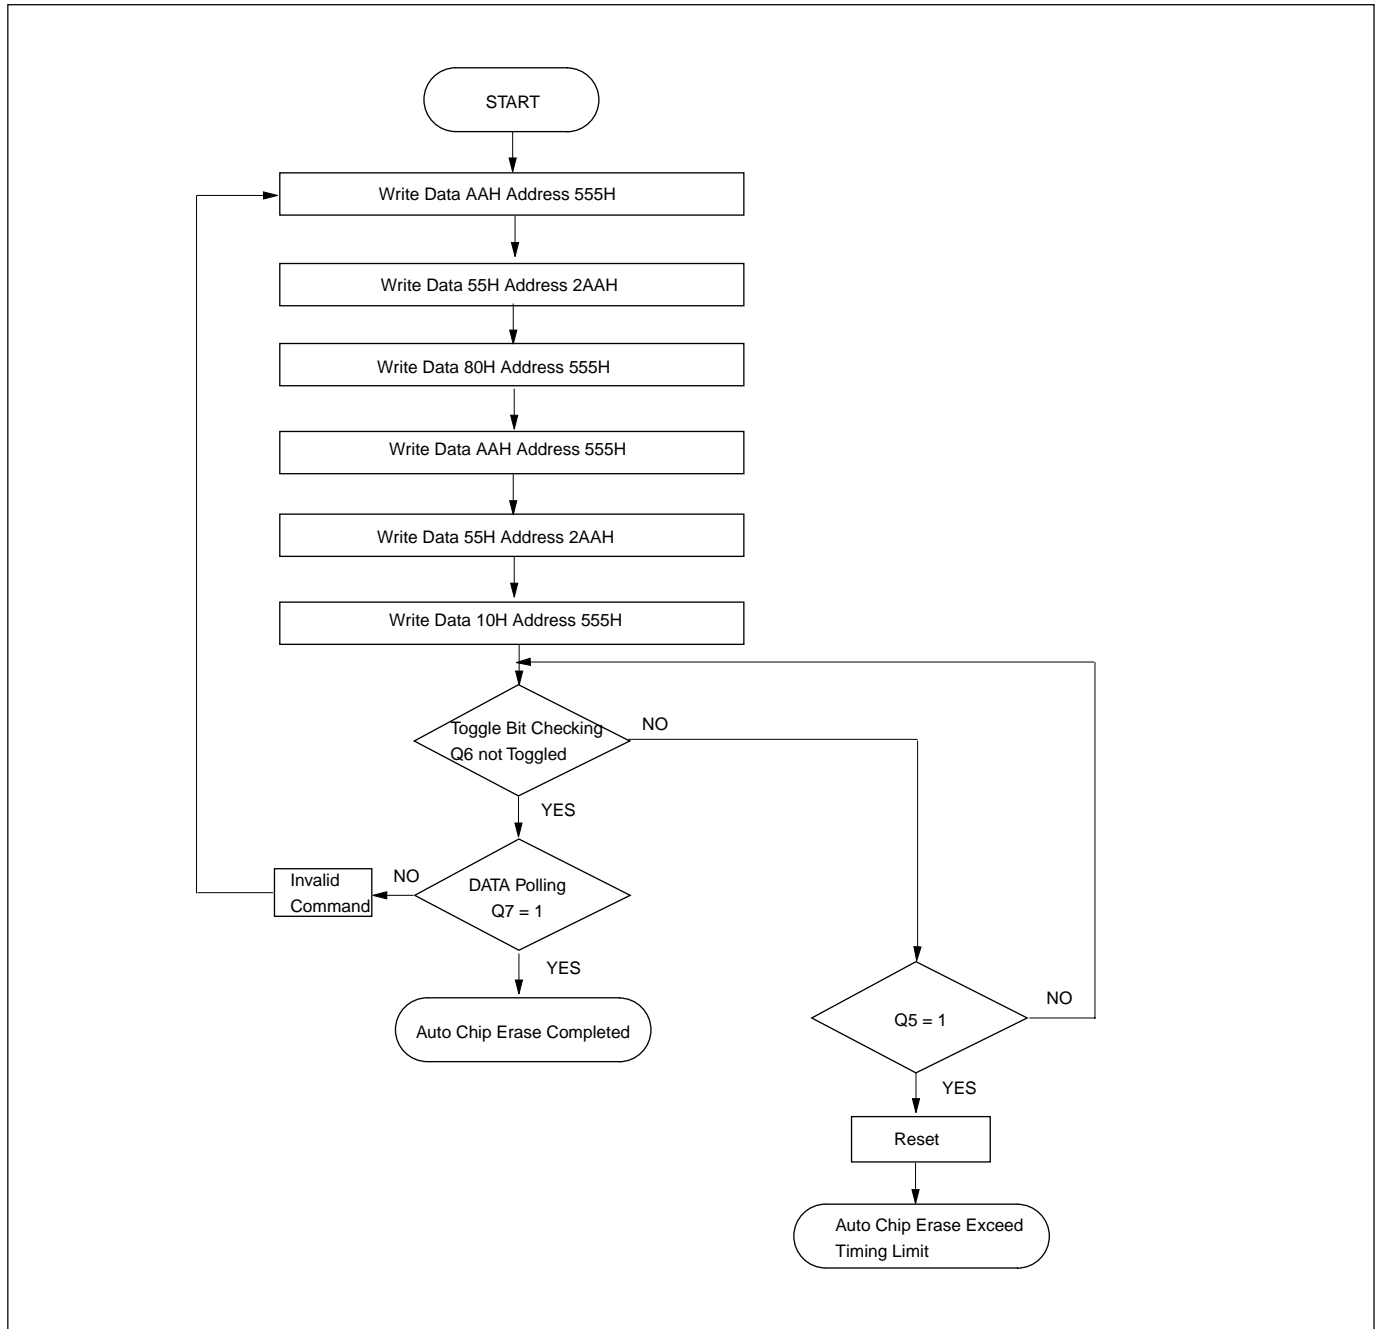 START
Write Data AAH Address 555H
Write Data 55H Address 2AAH
Write Data 80H Address 555H
Write Data AAH Address 555H
Write Data 55H Address 2AAH
Write Data 10H Address 555H
Toggle Bit Checking
Q6 not Toggled
NO
YES
Invalid
Command
NO
DATA Polling
Q7 = 1
YES
Auto Chip Erase Completed
Q5 = 1
NO
YES
Reset
Auto Chip Erase Exceed
Timing Limit